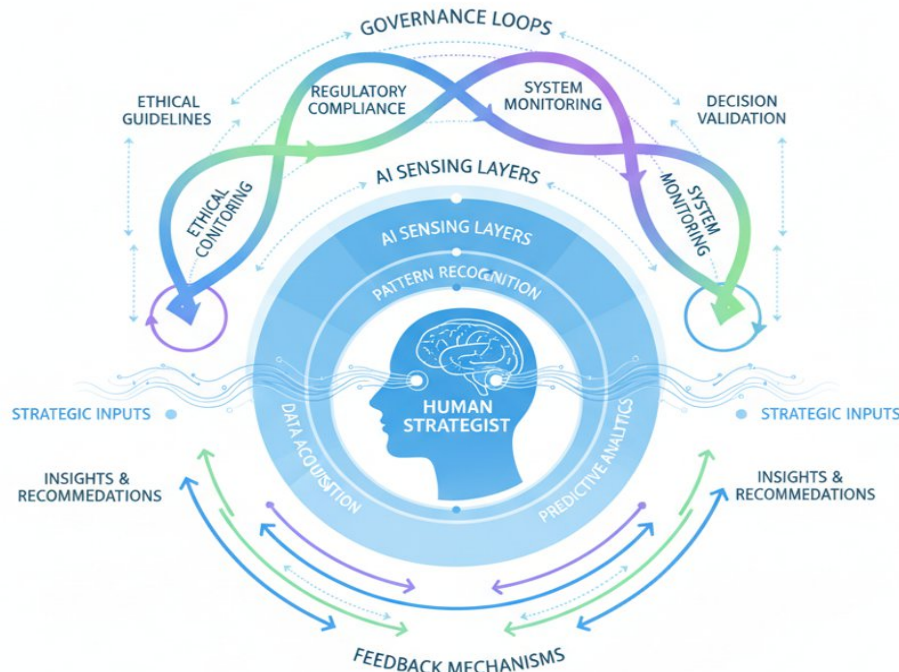 GOVERNANCE LOOPS
ETHICAL
GUIDELINES
REGULATORY
COMPLIANCE
SYSTEM
MONITORING
DECISION
VALIDATION
ETHICAL
CONITORING
AI SENSING LAYERS
SYSTEM
MONITORING
AI SENSING LAYERS
PATTERN RECOGNITION
HUMAN
STRATEGIST
STRATEGIC INPUTS
STRATEGIC INPUTS
DATA ACQUISITION
PREDICTIVE ANALITICS
INSIGHTS &
RECOMMEDATIONS
INSIGHTS &
RECOMMEDATIONS
FEEDBACK MECHANISMS